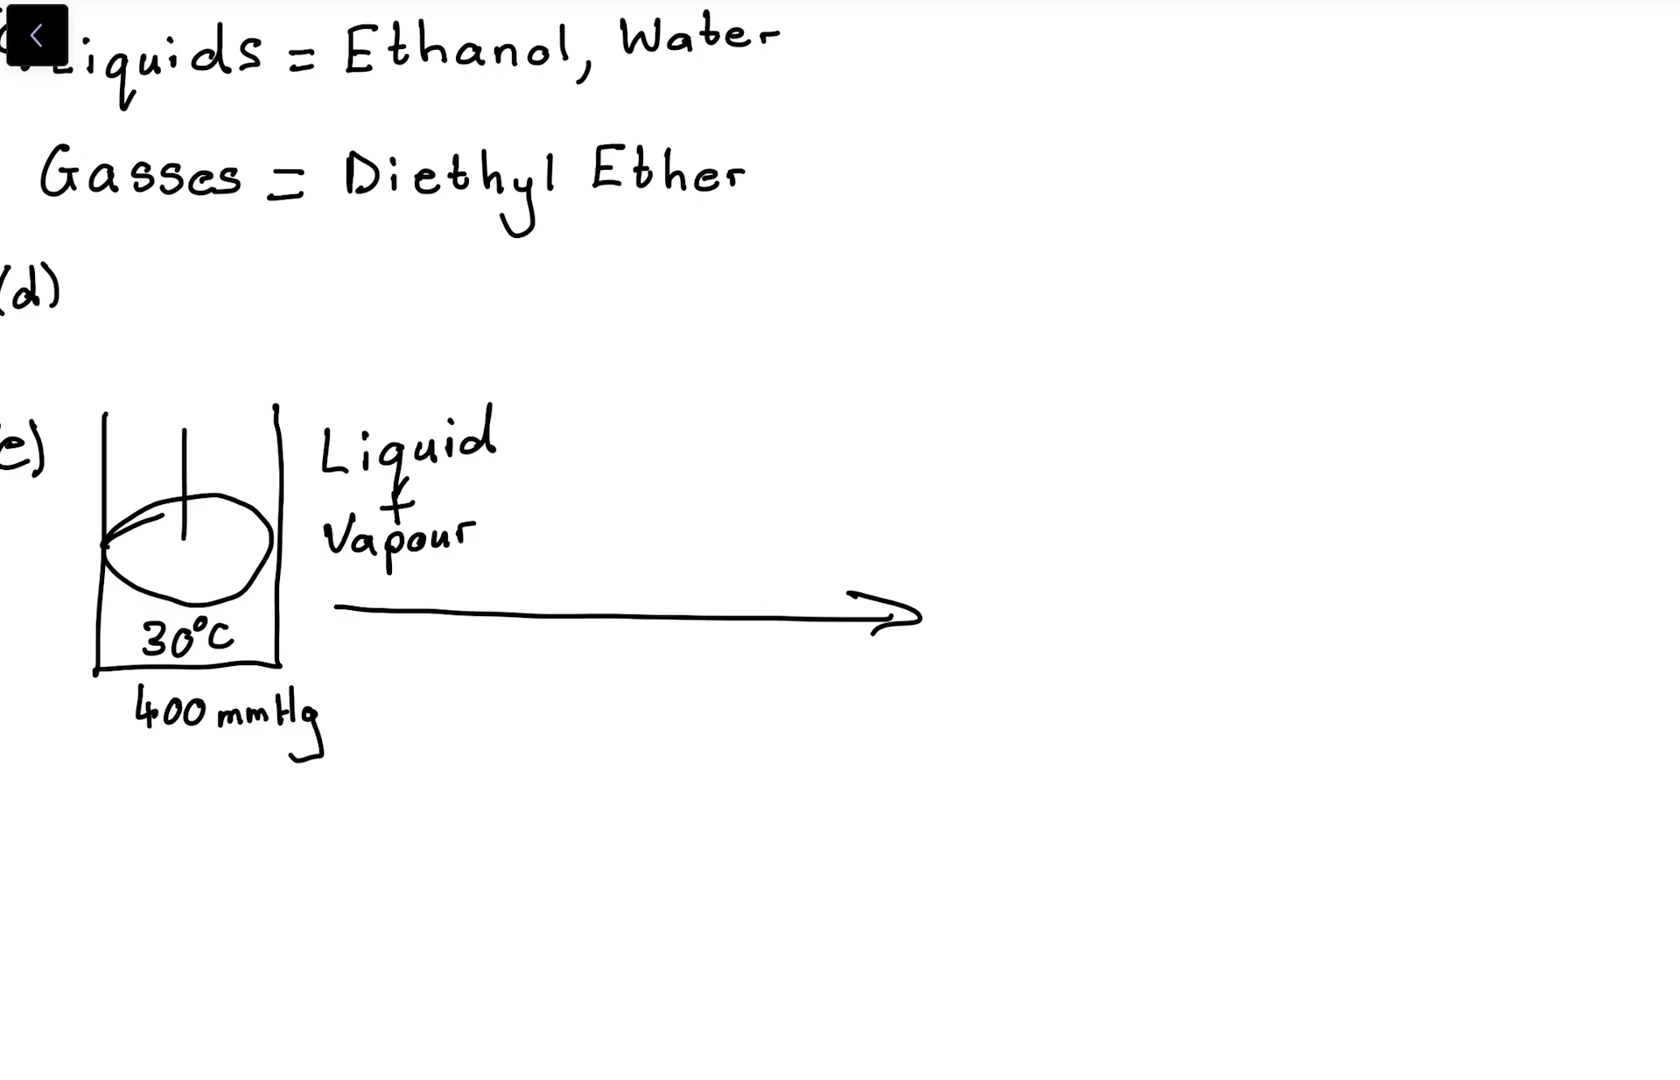 Liquids = Ethanol, Water
Gasses = Diethyl Ether
(d)
e)
Liquid
+
Vapour
30°C
400 mmHg